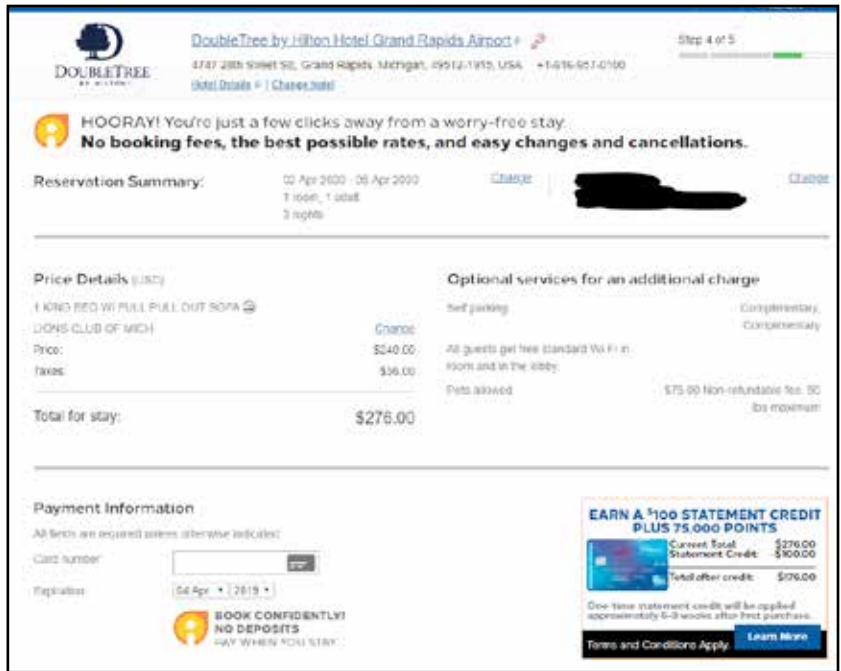 DoubleTree by Hilton Hotel Grand Rapids Airport
Step 4 of 5
DOUBLETREE
BY HILTON
4747 28th Street SE, Grand Rapids, Michigan, 49512-1915, USA +1-616-957-0100
Hotel Details | Change hotel
HOORAY! You're just a few clicks away from a worry-free stay
No booking fees, the best possible rates, and easy changes and cancellations.
Reservation Summary:
02 Apr 2020 - 05 Apr 2020
Change
Change
1 room, 1 adult
3 nights
Price Details (USD)
1 KING BED W/ FULL PULL OUT SOFA
LIONS CLUB OF MICH
Change
Price:
$240.00
Taxes:
$36.00
Total for stay:
$276.00
Optional services for an additional charge
Self parking
Complimentary,
Complimentary
All guests get free standard Wi-Fi in
room and in the lobby.
Pets allowed
$75.00 Non-refundable fee.
lbs maximum
Payment Information
All fields are required unless otherwise indicated
Card number
Expiration
04 Apr
2019
BOOK CONFIDENTLY!
NO DEPOSITS
PAY WHEN YOU STAY
EARN A $100 STATEMENT CREDIT
PLUS 75,000 POINTS
Current Total: $276.00
Statement Credit: -$100.00
Total after credit: $176.00
One-time statement credit will be applied
approximately 6-8 weeks after first purchase.
Terms and Conditions Apply.
Learn More